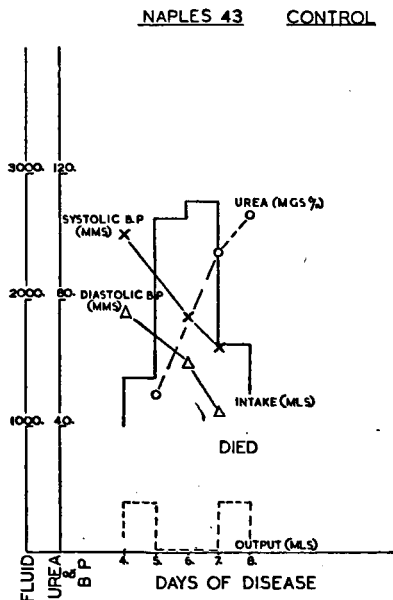 NAPLES 43 CONTROL
3000. 120.
UREA (MGS%)
SYSTOLIC B.P
(MMS)
2000. 80.
DIASTOLIC B.P
(MMS)
INTAKE (MLS)
1000. 40.
DIED
OUTPUT (MLS)
4. 5. 6. 7. 8.
FLUID
UREA
&
B P
DAYS OF DISEASE